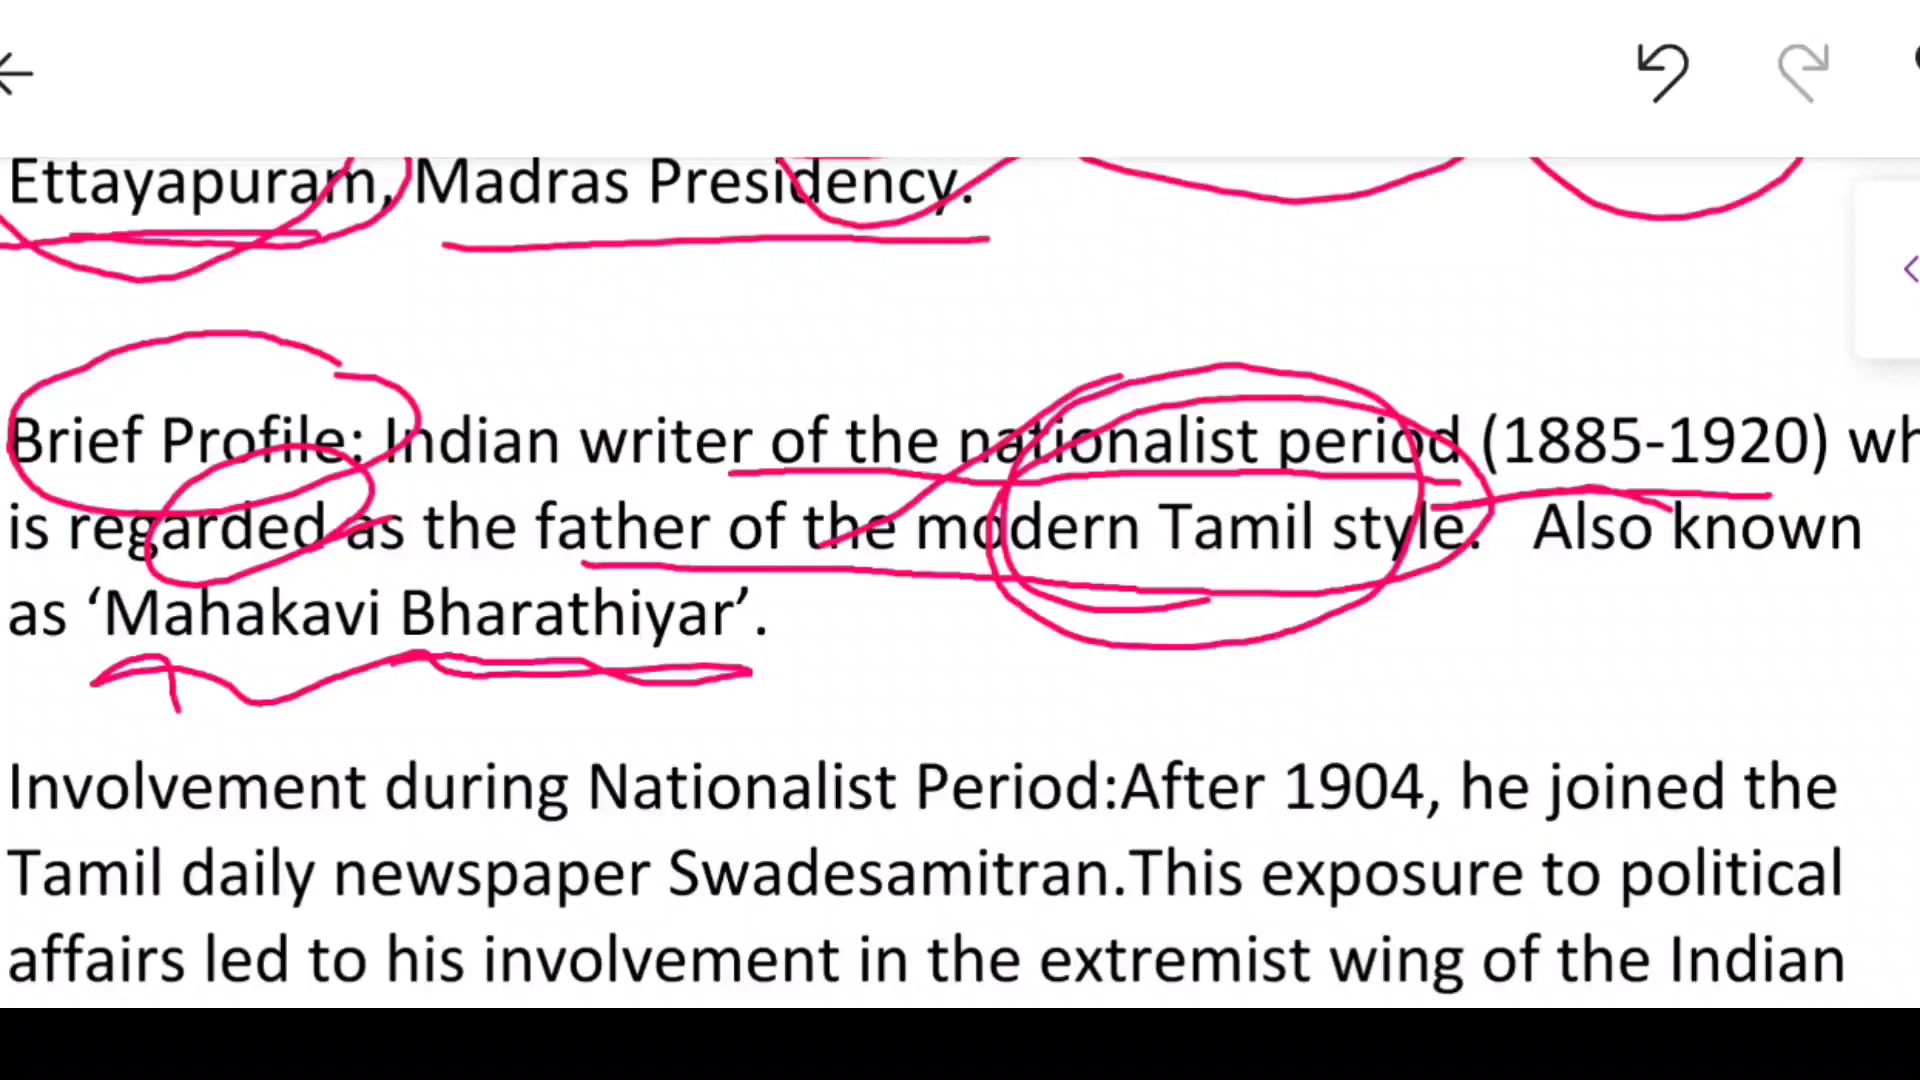 Ettayapuram, Madras Presidency.
Brief Profile: Indian writer of the nationalist period (1885-1920) wh
is regarded as the father of the modern Tamil style. Also known
as ‘Mahakavi Bharathiyar’.
Involvement during Nationalist Period:After 1904, he joined the
Tamil daily newspaper Swadesamitran.This exposure to political
affairs led to his involvement in the extremist wing of the Indian